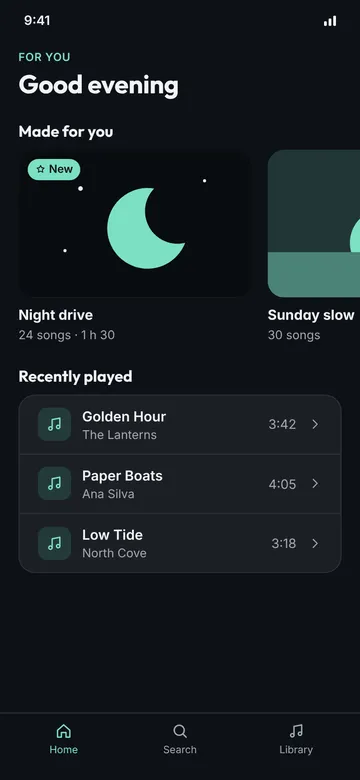 9:41
FOR YOU
Good evening
Made for you
New
Night drive
24 songs · 1 h 30
Sunday slow
30 songs
Recently played
Golden Hour
The Lanterns
3:42
Paper Boats
Ana Silva
4:05
Low Tide
North Cove
3:18
Home
Search
Library